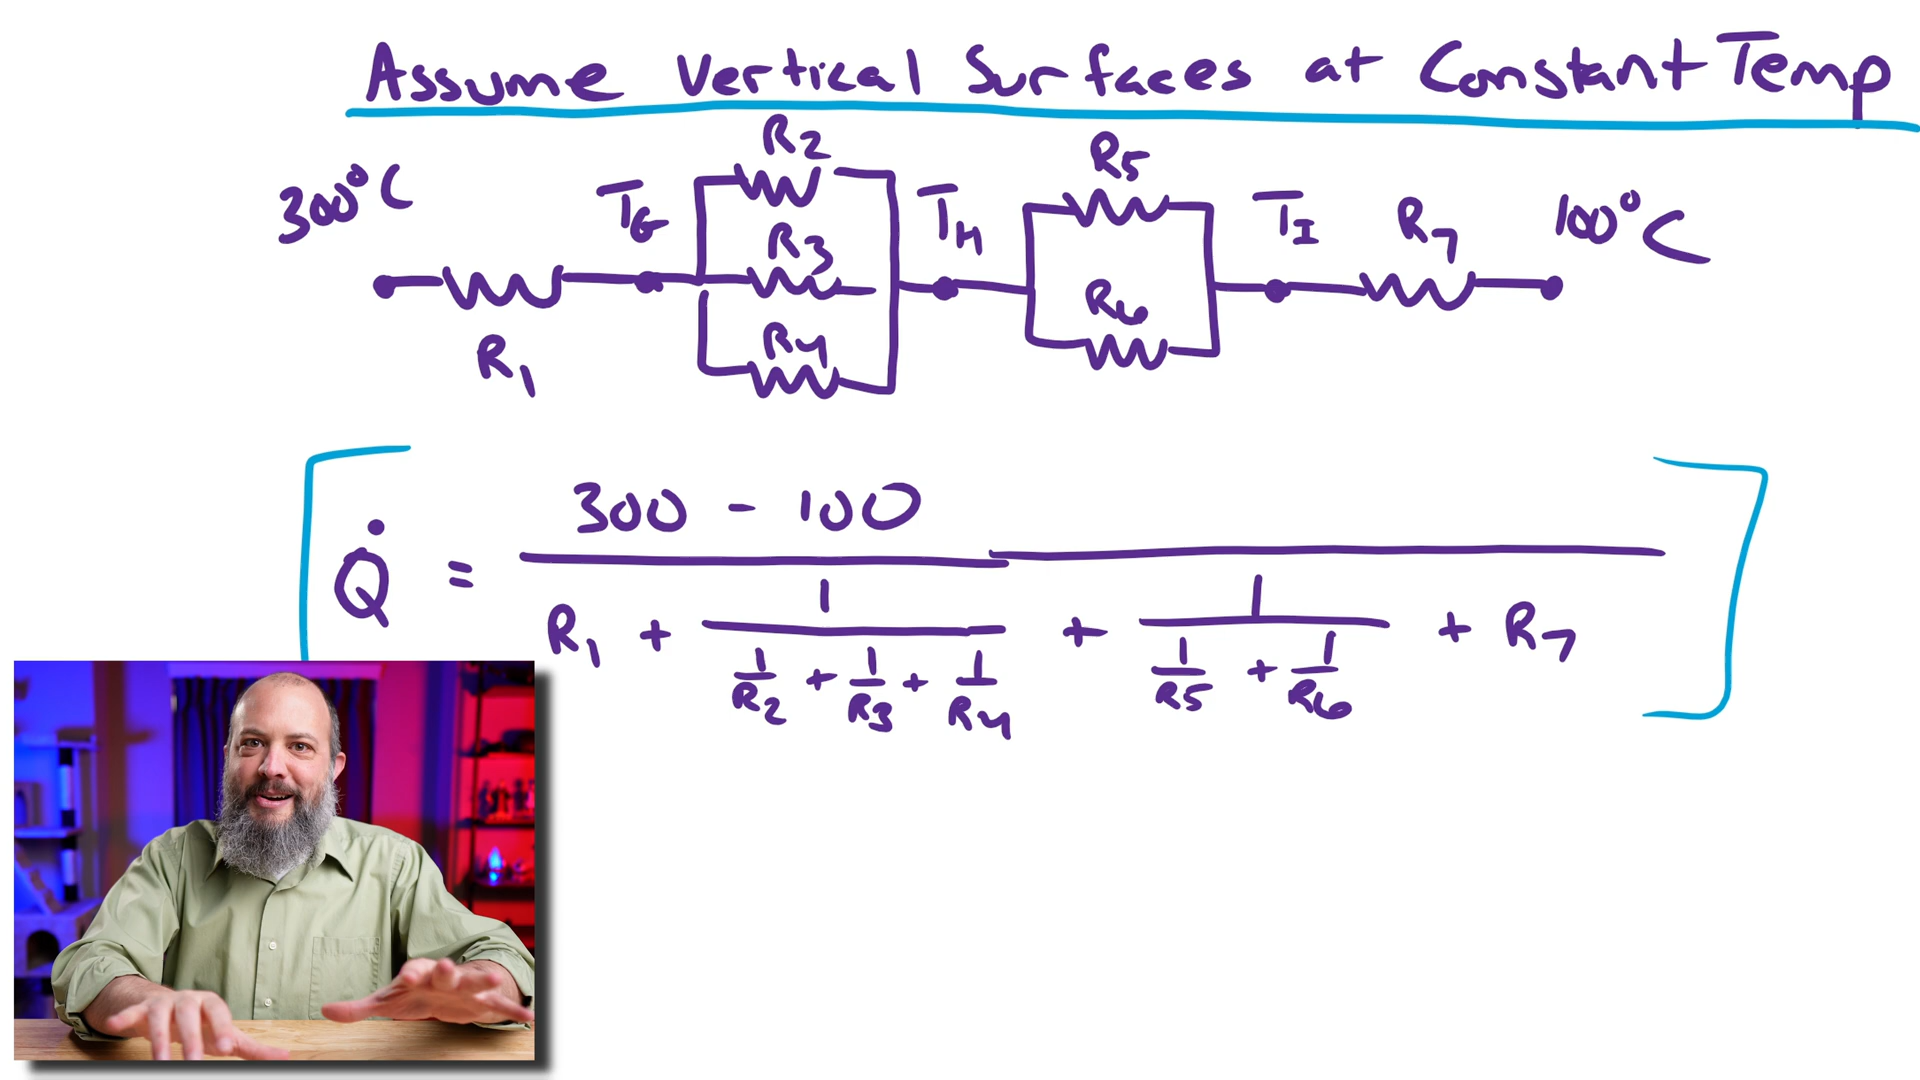 Assume Vertical Surfaces at Constant Temp
R2 R5
300°C TG R3 TH TI R7 100°C
R6
R4
R1
300 - 100
Q̇ = R1 + 1 / (1/R2 + 1/R3 + 1/R4) + 1 / (1/R5 + 1/R6) + R7